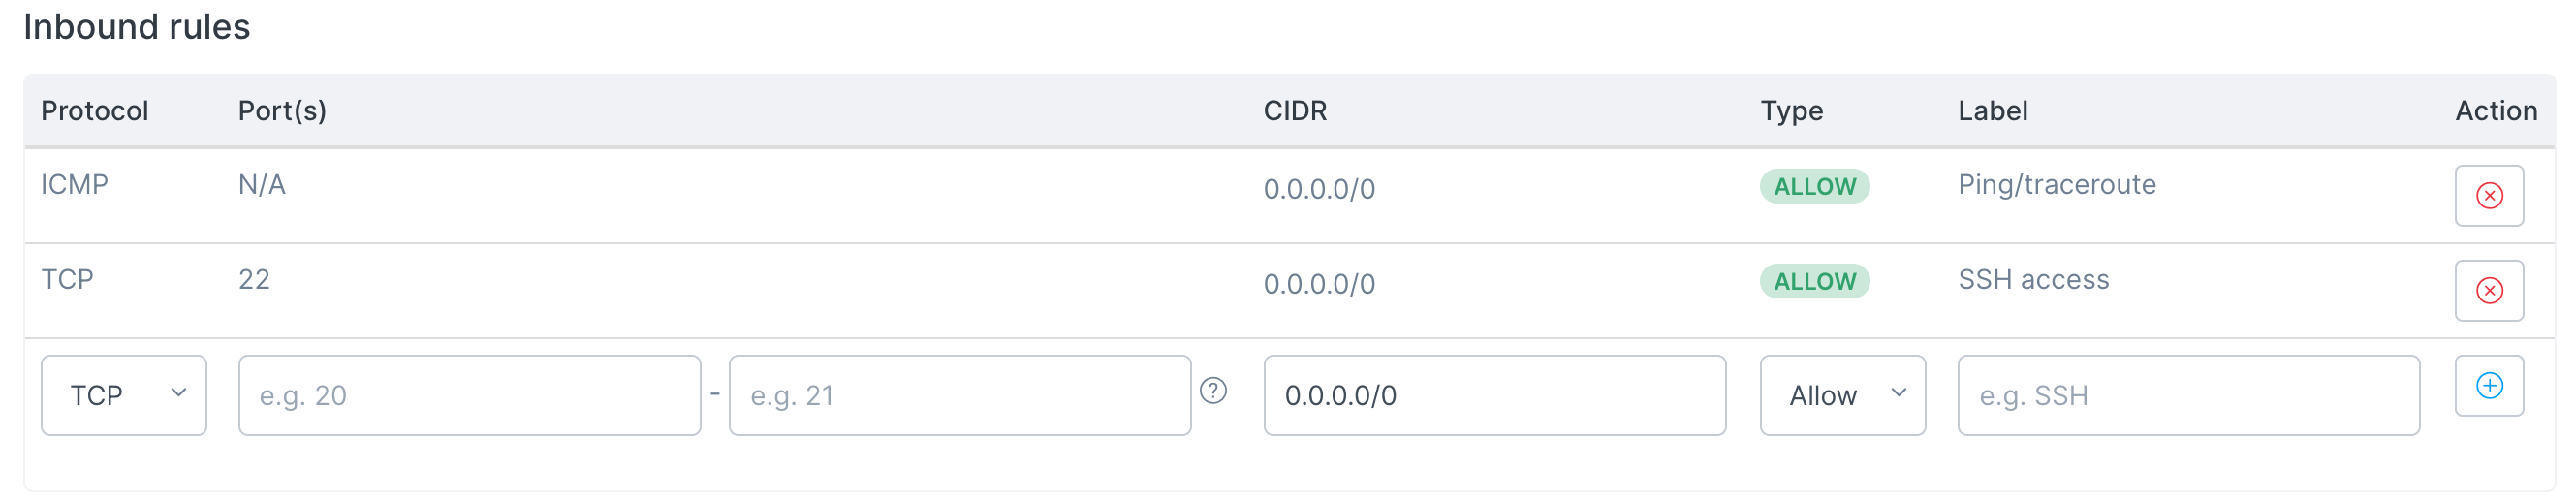 Inbound rules
Protocol Port(s) CIDR Type Label Action
ICMP N/A 0.0.0.0/0 ALLOW Ping/traceroute
TCP 22 0.0.0.0/0 ALLOW SSH access
TCP e.g. 20 - e.g. 21 ? 0.0.0.0/0 Allow e.g. SSH